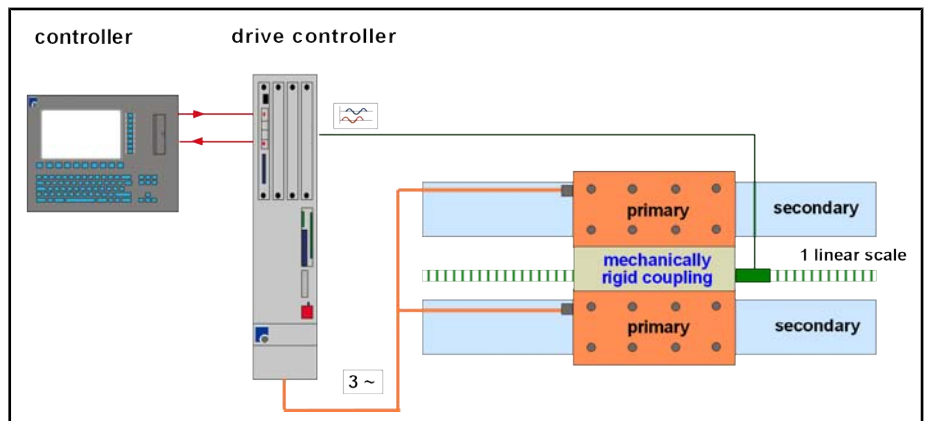 controller
drive controller
primary
secondary
mechanically
rigid coupling
1 linear scale
primary
secondary
3 ~